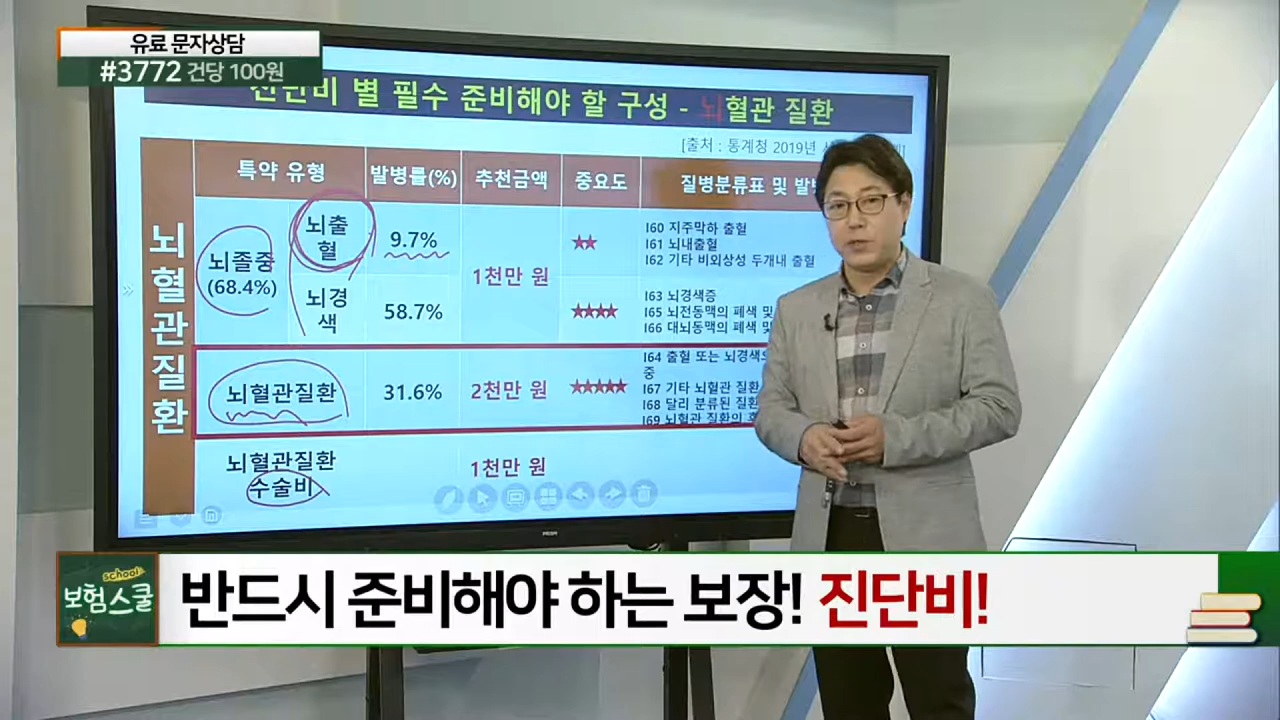 유료 문자상담
#3772 건당 100원
진단비 별 필수 준비해야 할 구성 - 뇌혈관 질환
[출처 : 통계청 2019년
특약 유형 발병률(%) 추천금액 중요도 질병분류표 및
뇌혈관질환
뇌졸중
(68.4%)
뇌출
혈
9.7%
1천만 원
★★
I60 지주막하 출혈
I61 뇌내출혈
I62 기타 비외상성 두개내 출혈
뇌경
색
58.7%
★★★★
I63 뇌경색증
I65 뇌전동맥의 폐색 및
I66 대뇌동맥의 폐색 및
뇌혈관질환
31.6%
2천만 원
★★★★★
I64 출혈 또는 뇌경색
중
I67 기타 뇌혈관 질환
I68 달리 분류된 질환
I69 뇌혈관 질환의
뇌혈관질환
수술비
1천만 원
school
보험스쿨
반드시 준비해야 하는 보장! 진단비!